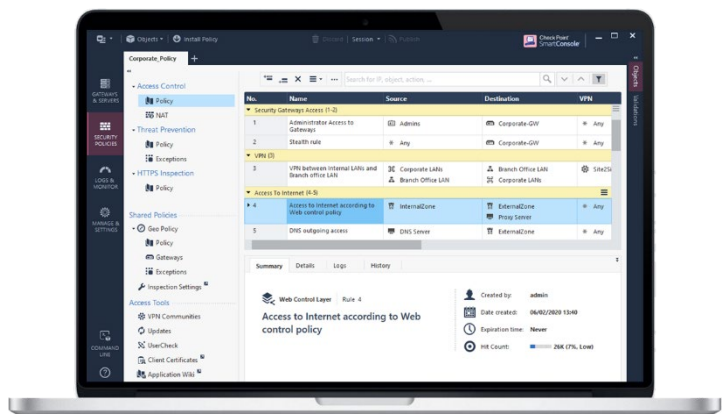 Objects
Install Policy
Discard
Session
Publish
Check Point
SmartConsole
Corporate_Policy
GATEWAYS
& SERVERS
SECURITY
POLICIES
LOGS &
MONITOR
MANAGE &
SETTINGS
COMMAND
LINE
Access Control
Policy
NAT
Threat Prevention
Policy
Exceptions
HTTPS Inspection
Policy
Shared Policies
Geo Policy
Policy
Gateways
Exceptions
Inspection Settings
Access Tools
VPN Communities
Updates
UserCheck
Client Certificates
Application Wiki
Search for IP, object, action, ...
No. Name Source Destination VPN
Security Gateways Access (1-2)
1 Administrator Access to Gateways Admins Corporate-GW * Any
2 Stealth rule * Any Corporate-GW * Any
VPN (3)
3 VPN between Internal LANs and Branch office LAN Corporate LANs Branch Office LAN
Branch Office LAN Corporate LANs
Access To Internet (4-5)
4 Access to Internet according to Web control policy InternalZone ExternalZone * Any
Proxy Server
5 DNS outgoing access DNS Server ExternalZone * Any
Summary Details Logs History
Web Control Layer | Rule 4
Access to Internet according to Web
control policy
Created by: admin
Date created: 06/02/2020 13:40
Expiration time: Never
Hit Count: 26K (7%, Low)
Objects
Validations